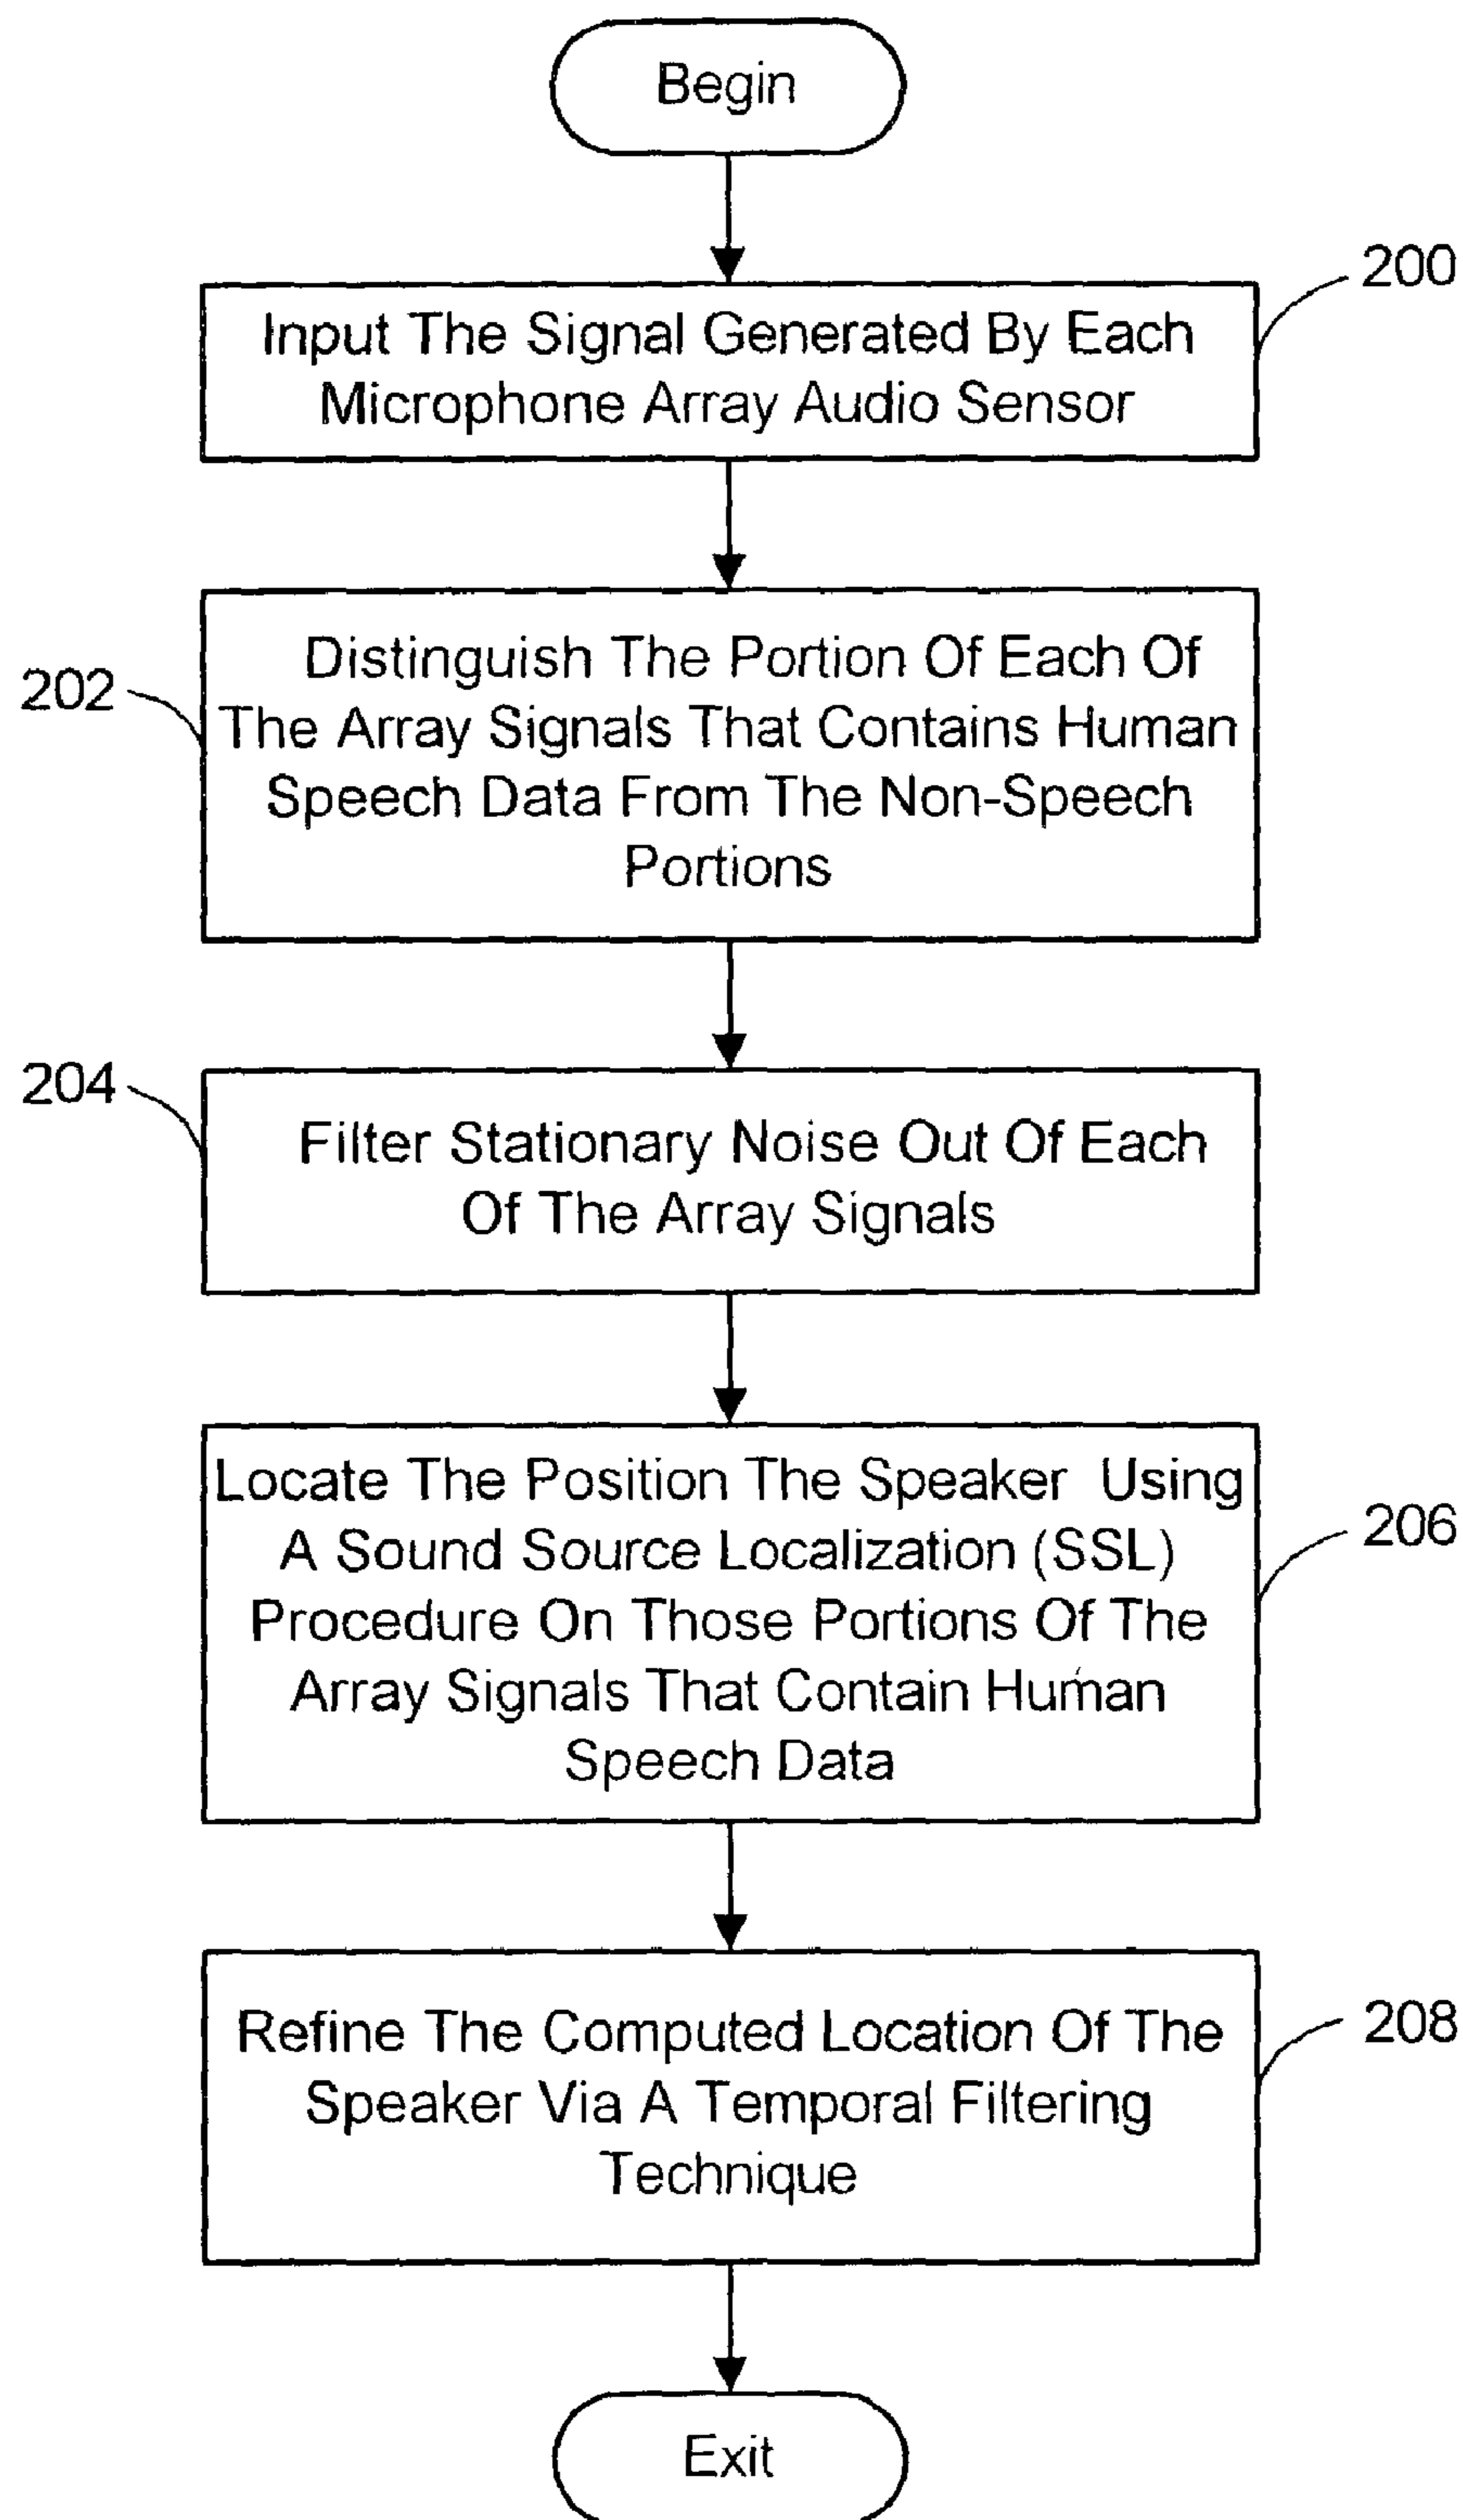 Begin
200
Input The Signal Generated By Each
Microphone Array Audio Sensor
202
Distinguish The Portion Of Each Of
The Array Signals That Contains Human
Speech Data From The Non-Speech
Portions
204
Filter Stationary Noise Out Of Each
Of The Array Signals
206
Locate The Position The Speaker Using
A Sound Source Localization (SSL)
Procedure On Those Portions Of The
Array Signals That Contain Human
Speech Data
208
Refine The Computed Location Of The
Speaker Via A Temporal Filtering
Technique
Exit